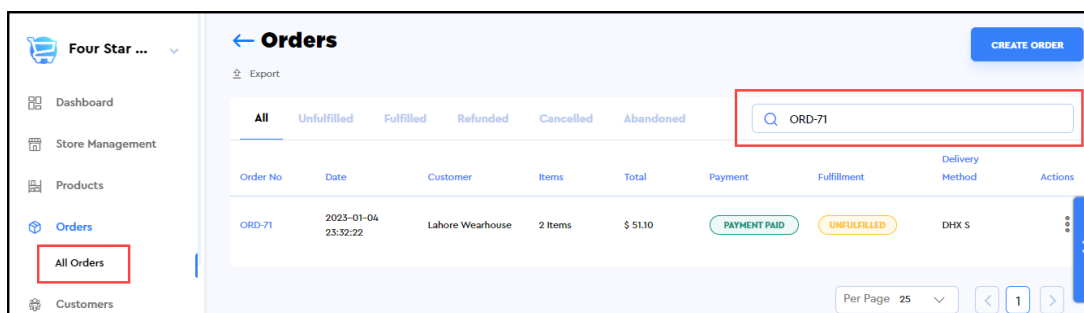 Four Star ...
Dashboard
Store Management
Products
Orders
All Orders
Customers
← Orders
CREATE ORDER
Export
All Unfulfilled Fulfilled Refunded Cancelled Abandoned
ORD-71
Order No Date Customer Items Total Payment Fulfillment Delivery Method Actions
ORD-71 2023-01-04 23:32:22 Lahore Wearhouse 2 Items $ 51.10 PAYMENT PAID UNFULFILLED DHX S
Per Page 25
< 1 >